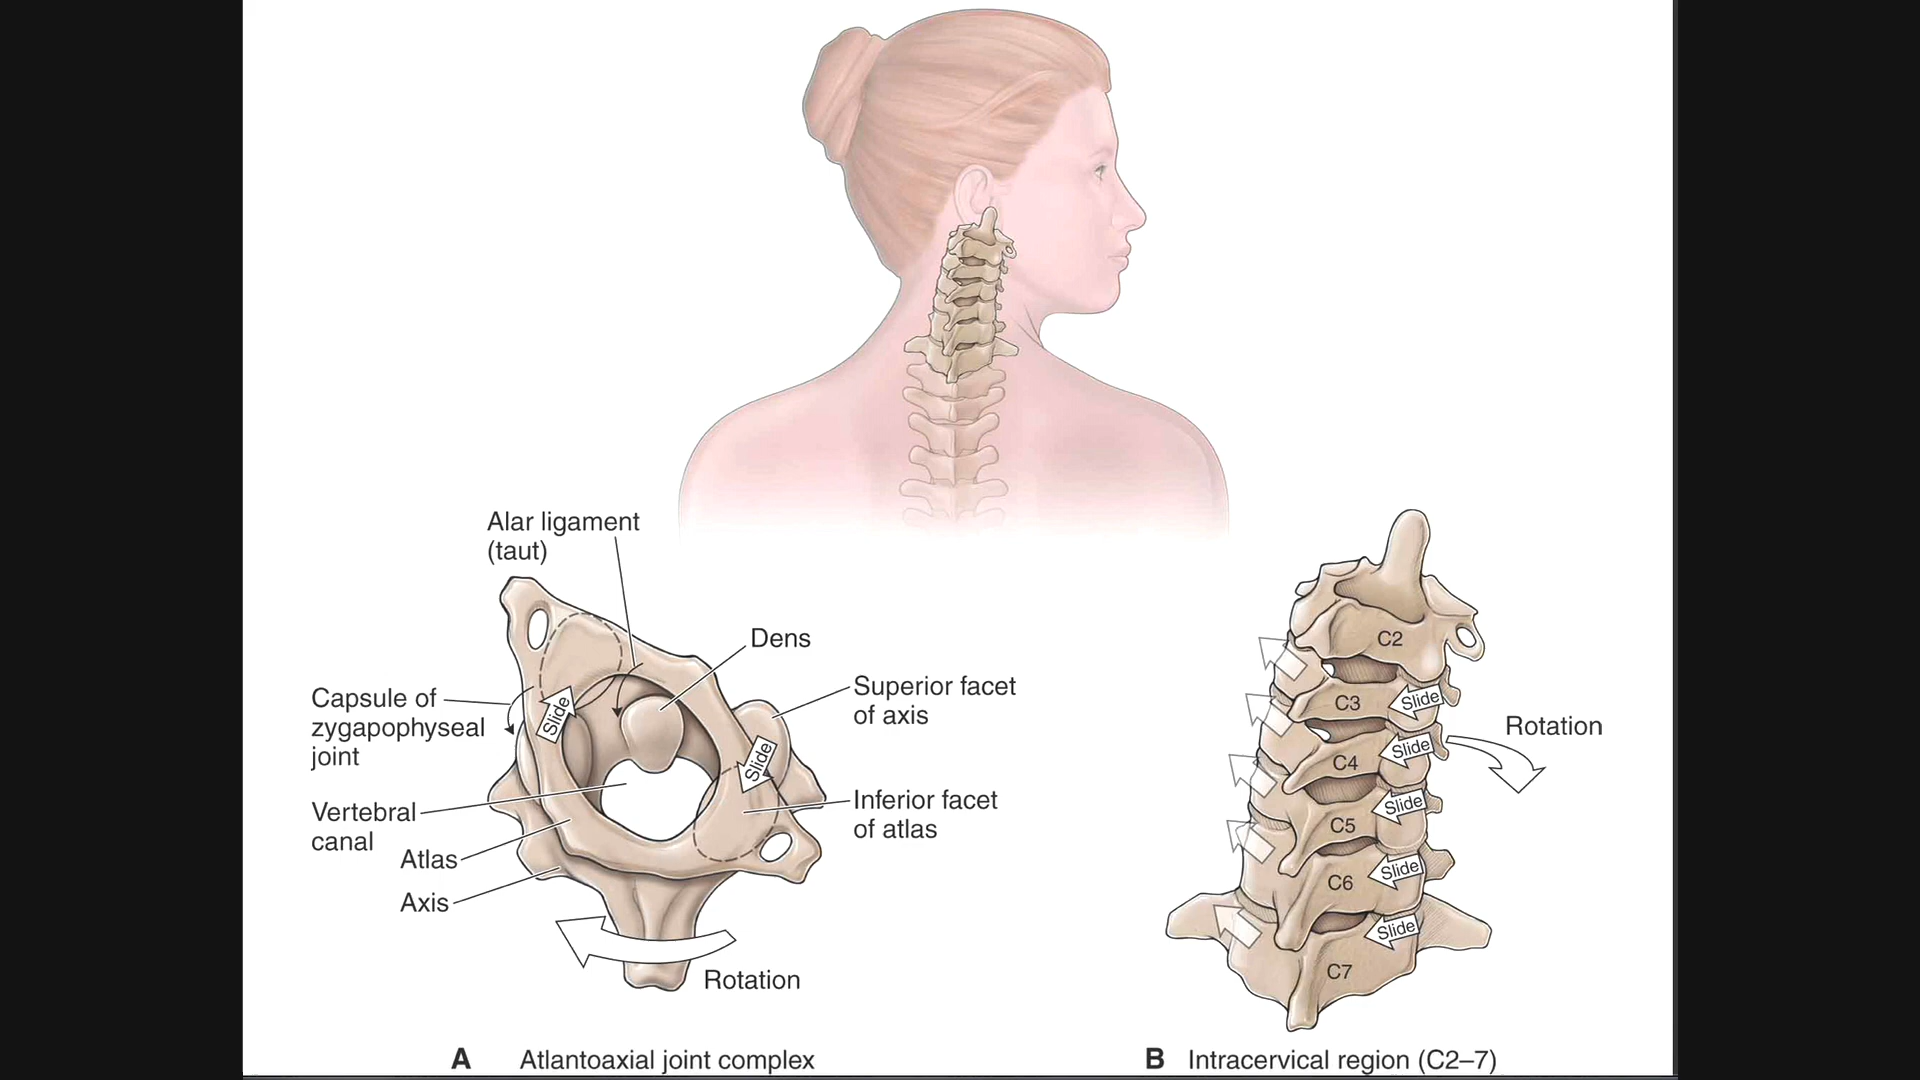 Alar ligament
(taut)
Dens
Capsule of
zygapophyseal
joint
Slide
Superior facet
of axis
Slide
Vertebral
canal
Inferior facet
of atlas
Atlas
Axis
Rotation
A Atlantoaxial joint complex
C2
C3
Slide
Rotation
C4
Slide
C5
Slide
C6
Slide
C7
Slide
B Intracervical region (C2–7)